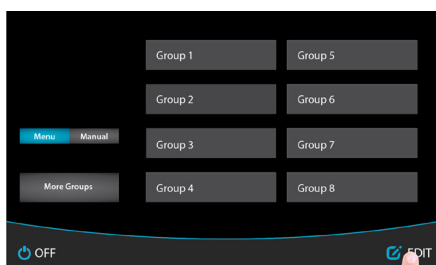 Group 1
Group 5
Group 2
Group 6
Menu Manual
Group 3
Group 7
More Groups
Group 4
Group 8
OFF
EDIT